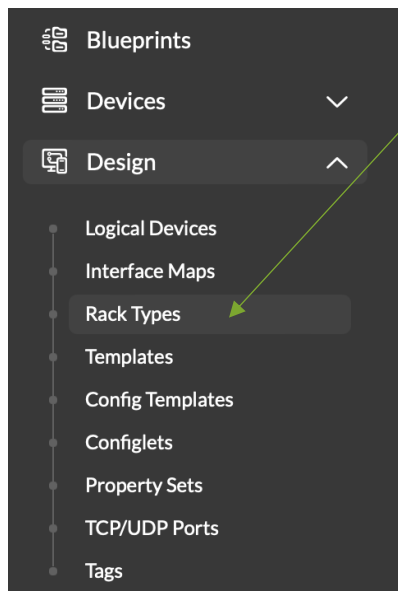 Blueprints
Devices
Design
Logical Devices
Interface Maps
Rack Types
Templates
Config Templates
Configlets
Property Sets
TCP/UDP Ports
Tags